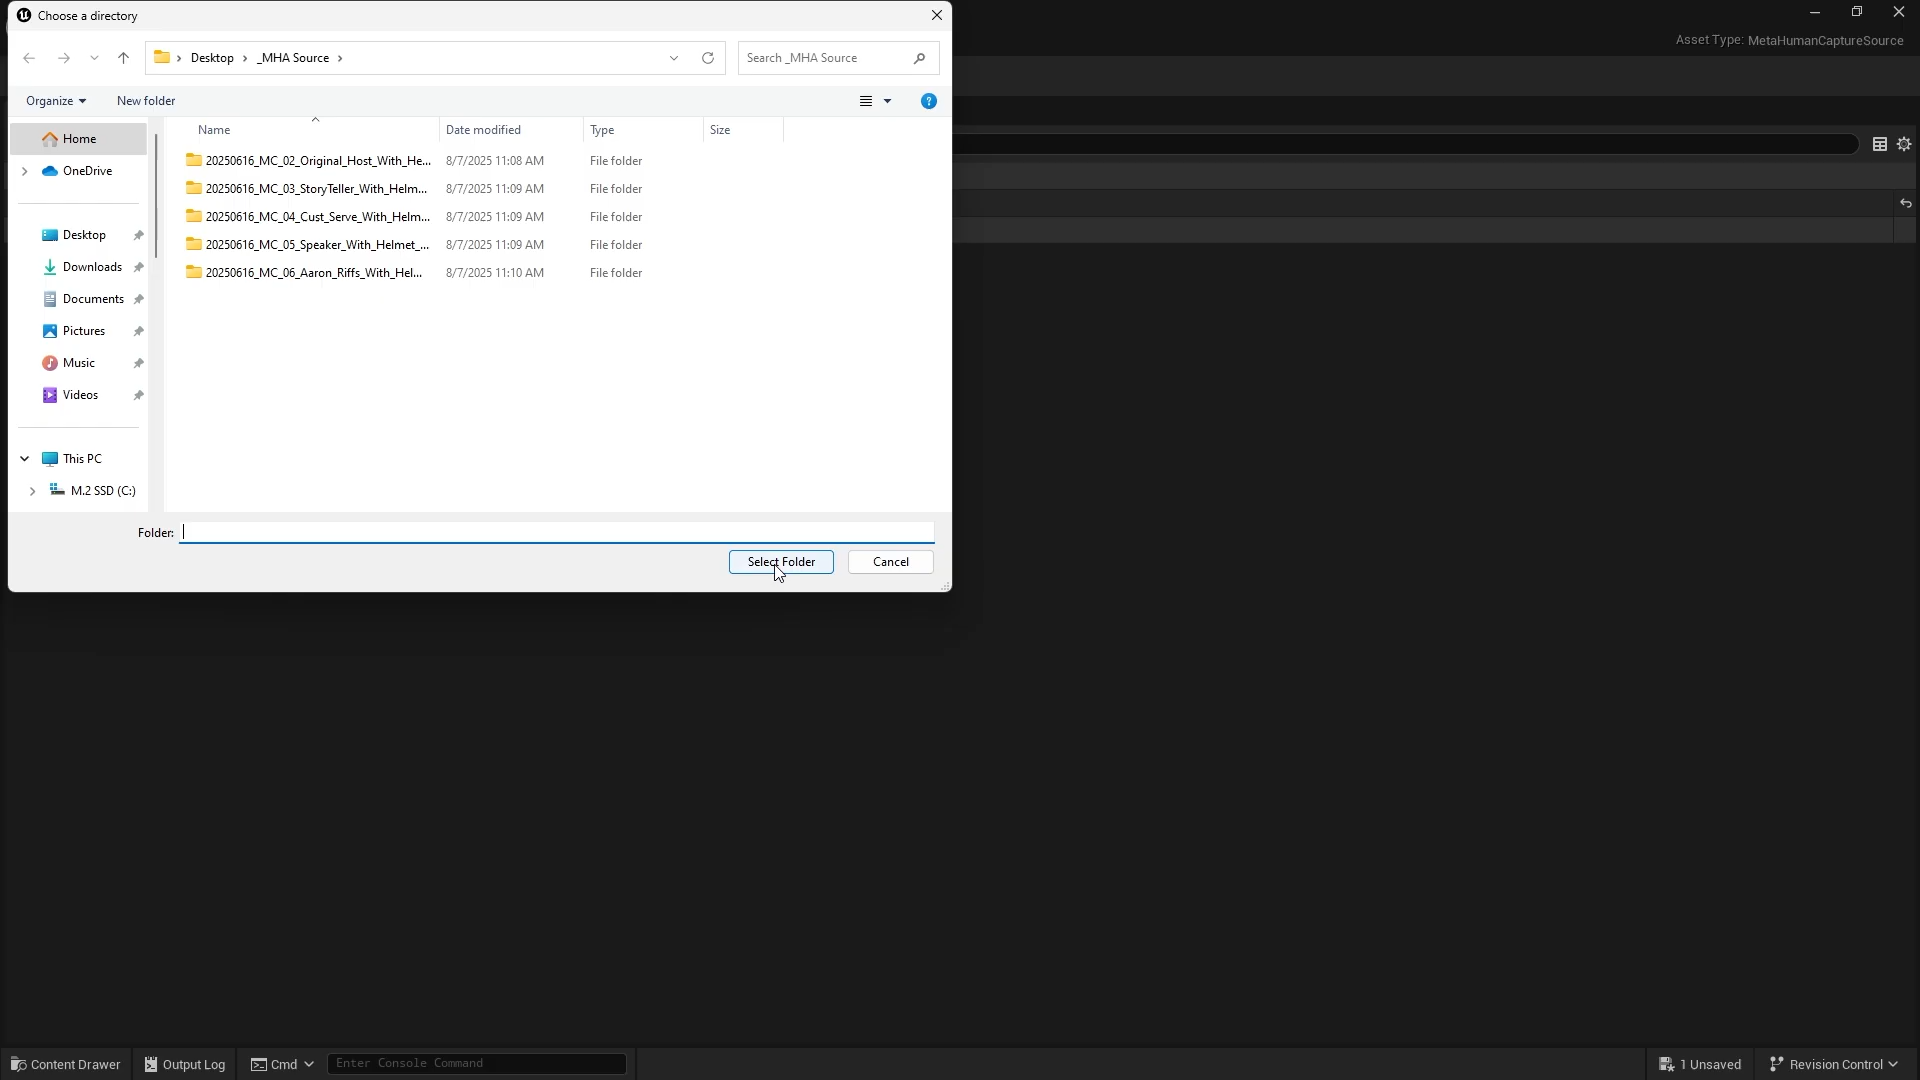 Choose a directory
Asset Type: MetaHumanCaptureSource
Desktop
_MHA Source
Search _MHA Source
Organize
New folder
Name
Date modified
Type
Size
Home
20250616_MC_02_Original_Host_With_He... 8/7/2025 11:08 AM File folder
OneDrive
20250616_MC_03_StoryTeller_With_Helm... 8/7/2025 11:09 AM File folder
20250616_MC_04_Cust_Serve_With_Helm... 8/7/2025 11:09 AM File folder
Desktop
20250616_MC_05_Speaker_With_Helmet_... 8/7/2025 11:09 AM File folder
Downloads
20250616_MC_06_Aaron_Riffs_With_Hel... 8/7/2025 11:10 AM File folder
Documents
Pictures
Music
Videos
This PC
M.2 SSD (C:)
Folder:
Select Folder
Cancel
Content Drawer
Output Log
Cmd
Enter Console Command
1 Unsaved
Revision Control